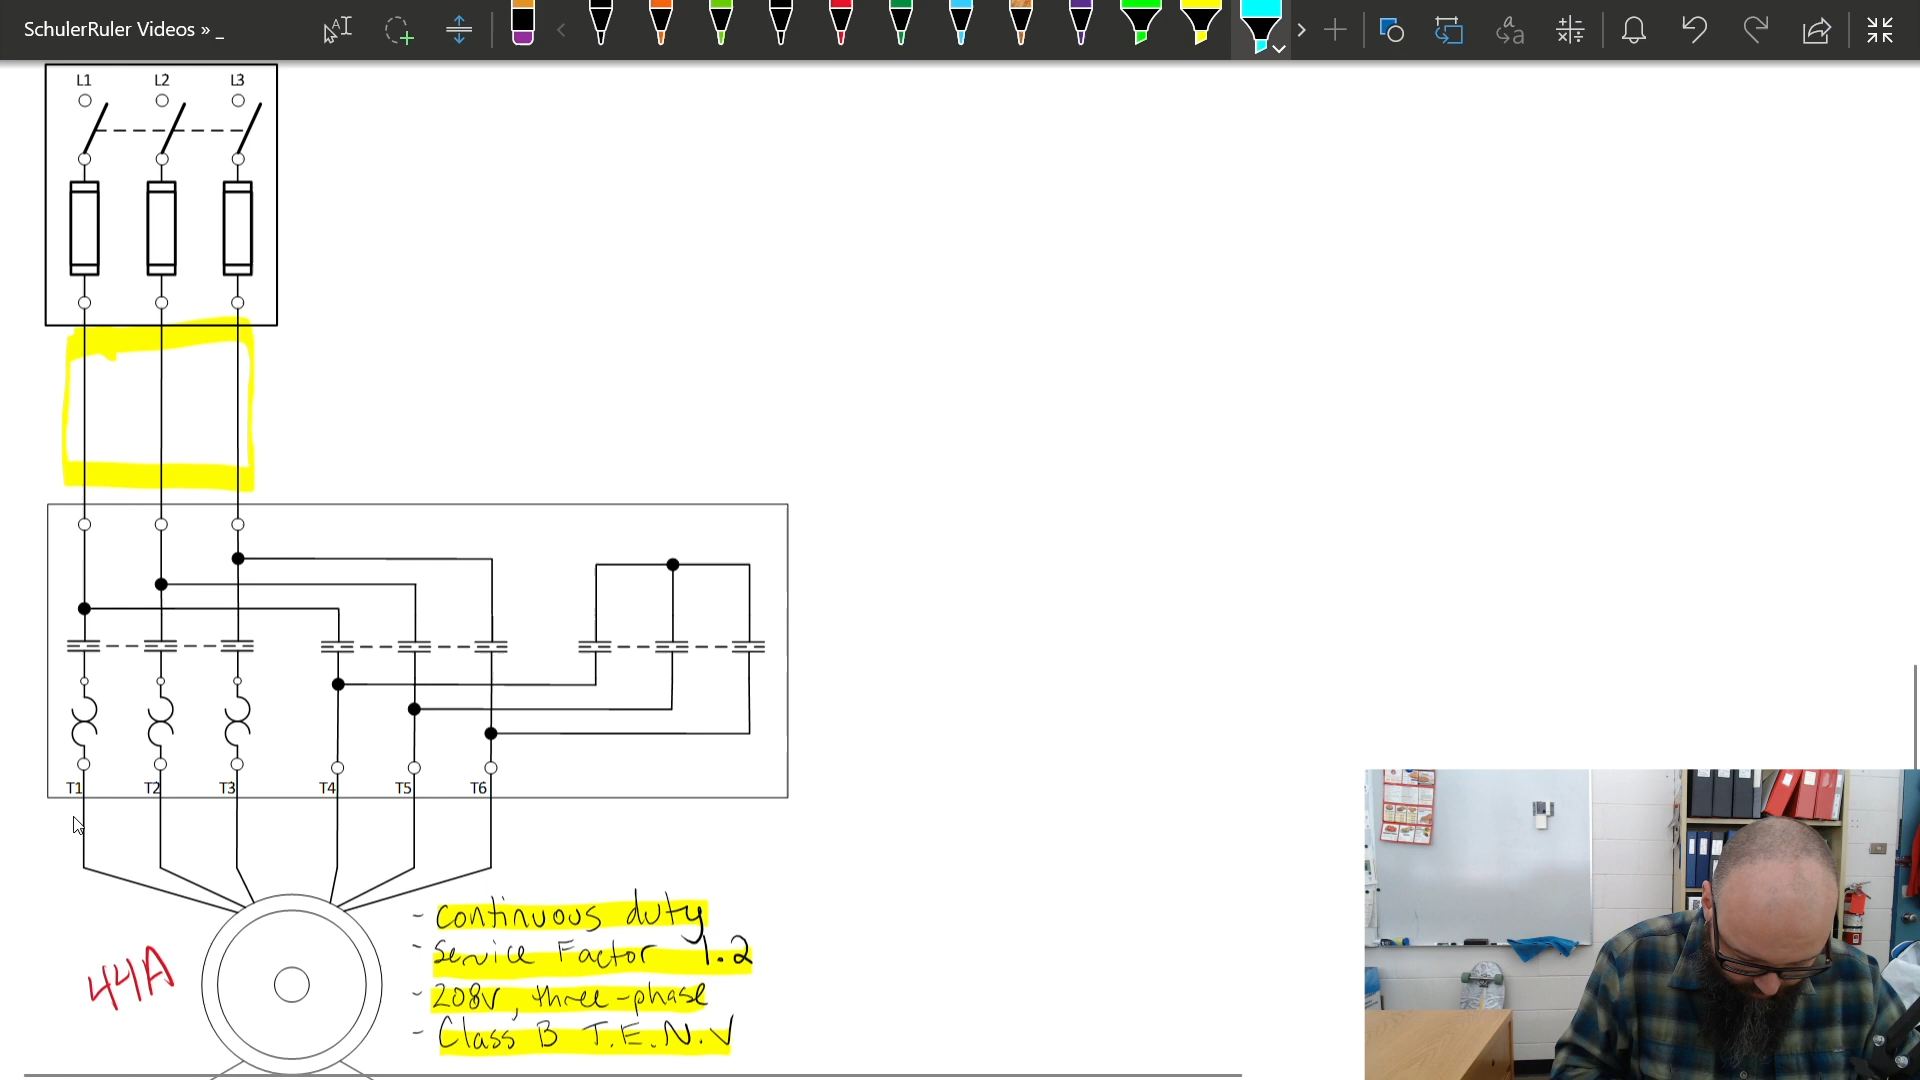 SchulerRuler Videos » _
L1 L2 L3
T1 T2 T3 T4 T5 T6
44A
- continuous duty
- Service Factor 1.2
- 208v, three-phase
- Class B T.E.N.V